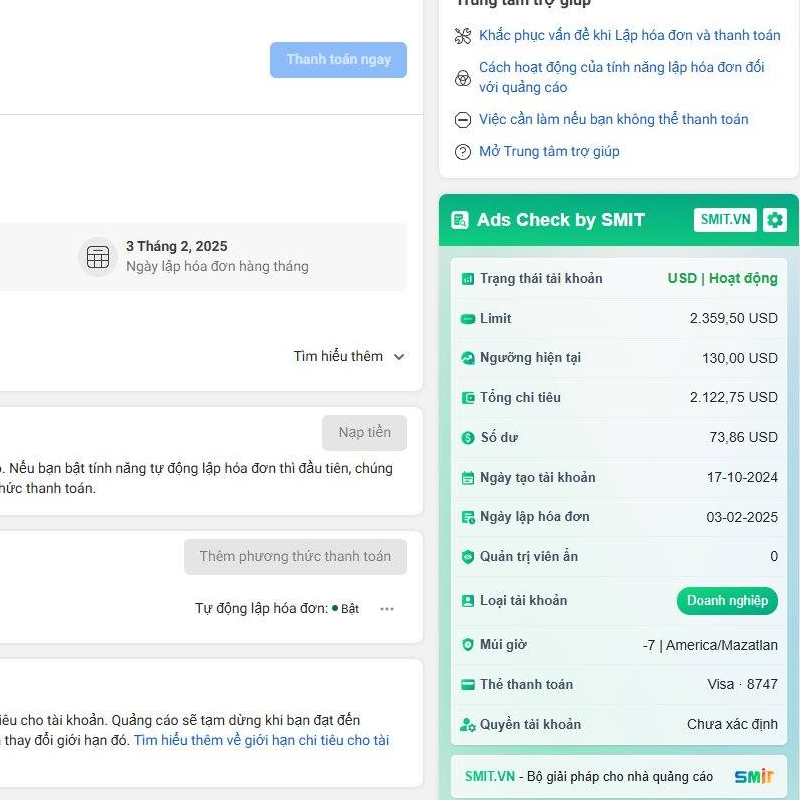 Thanh toán ngay
3 Tháng 2, 2025
Ngày lập hóa đơn hàng tháng
Tìm hiểu thêm
Nạp tiền
. Nếu bạn bật tính năng tự động lập hóa đơn thì đầu tiên, chúng
thức thanh toán.
Thêm phương thức thanh toán
Tự động lập hóa đơn: Bật
tiêu cho tài khoản. Quảng cáo sẽ tạm dừng khi bạn đạt đến
thay đổi giới hạn đó. Tìm hiểu thêm về giới hạn chi tiêu cho tài
Trung tâm trợ giúp
Khắc phục vấn đề khi Lập hóa đơn và thanh toán
Cách hoạt động của tính năng lập hóa đơn đối
với quảng cáo
Việc cần làm nếu bạn không thể thanh toán
Mở Trung tâm trợ giúp
Ads Check by SMIT SMIT.VN
Trạng thái tài khoản USD | Hoạt động
Limit 2.359,50 USD
Ngưỡng hiện tại 130,00 USD
Tổng chi tiêu 2.122,75 USD
Số dư 73,86 USD
Ngày tạo tài khoản 17-10-2024
Ngày lập hóa đơn 03-02-2025
Quản trị viên ẩn 0
Loại tài khoản Doanh nghiệp
Múi giờ -7 | America/Mazatlan
Thẻ thanh toán Visa · 8747
Quyền tài khoản Chưa xác định
SMIT.VN - Bộ giải pháp cho nhà quảng cáo SMIT